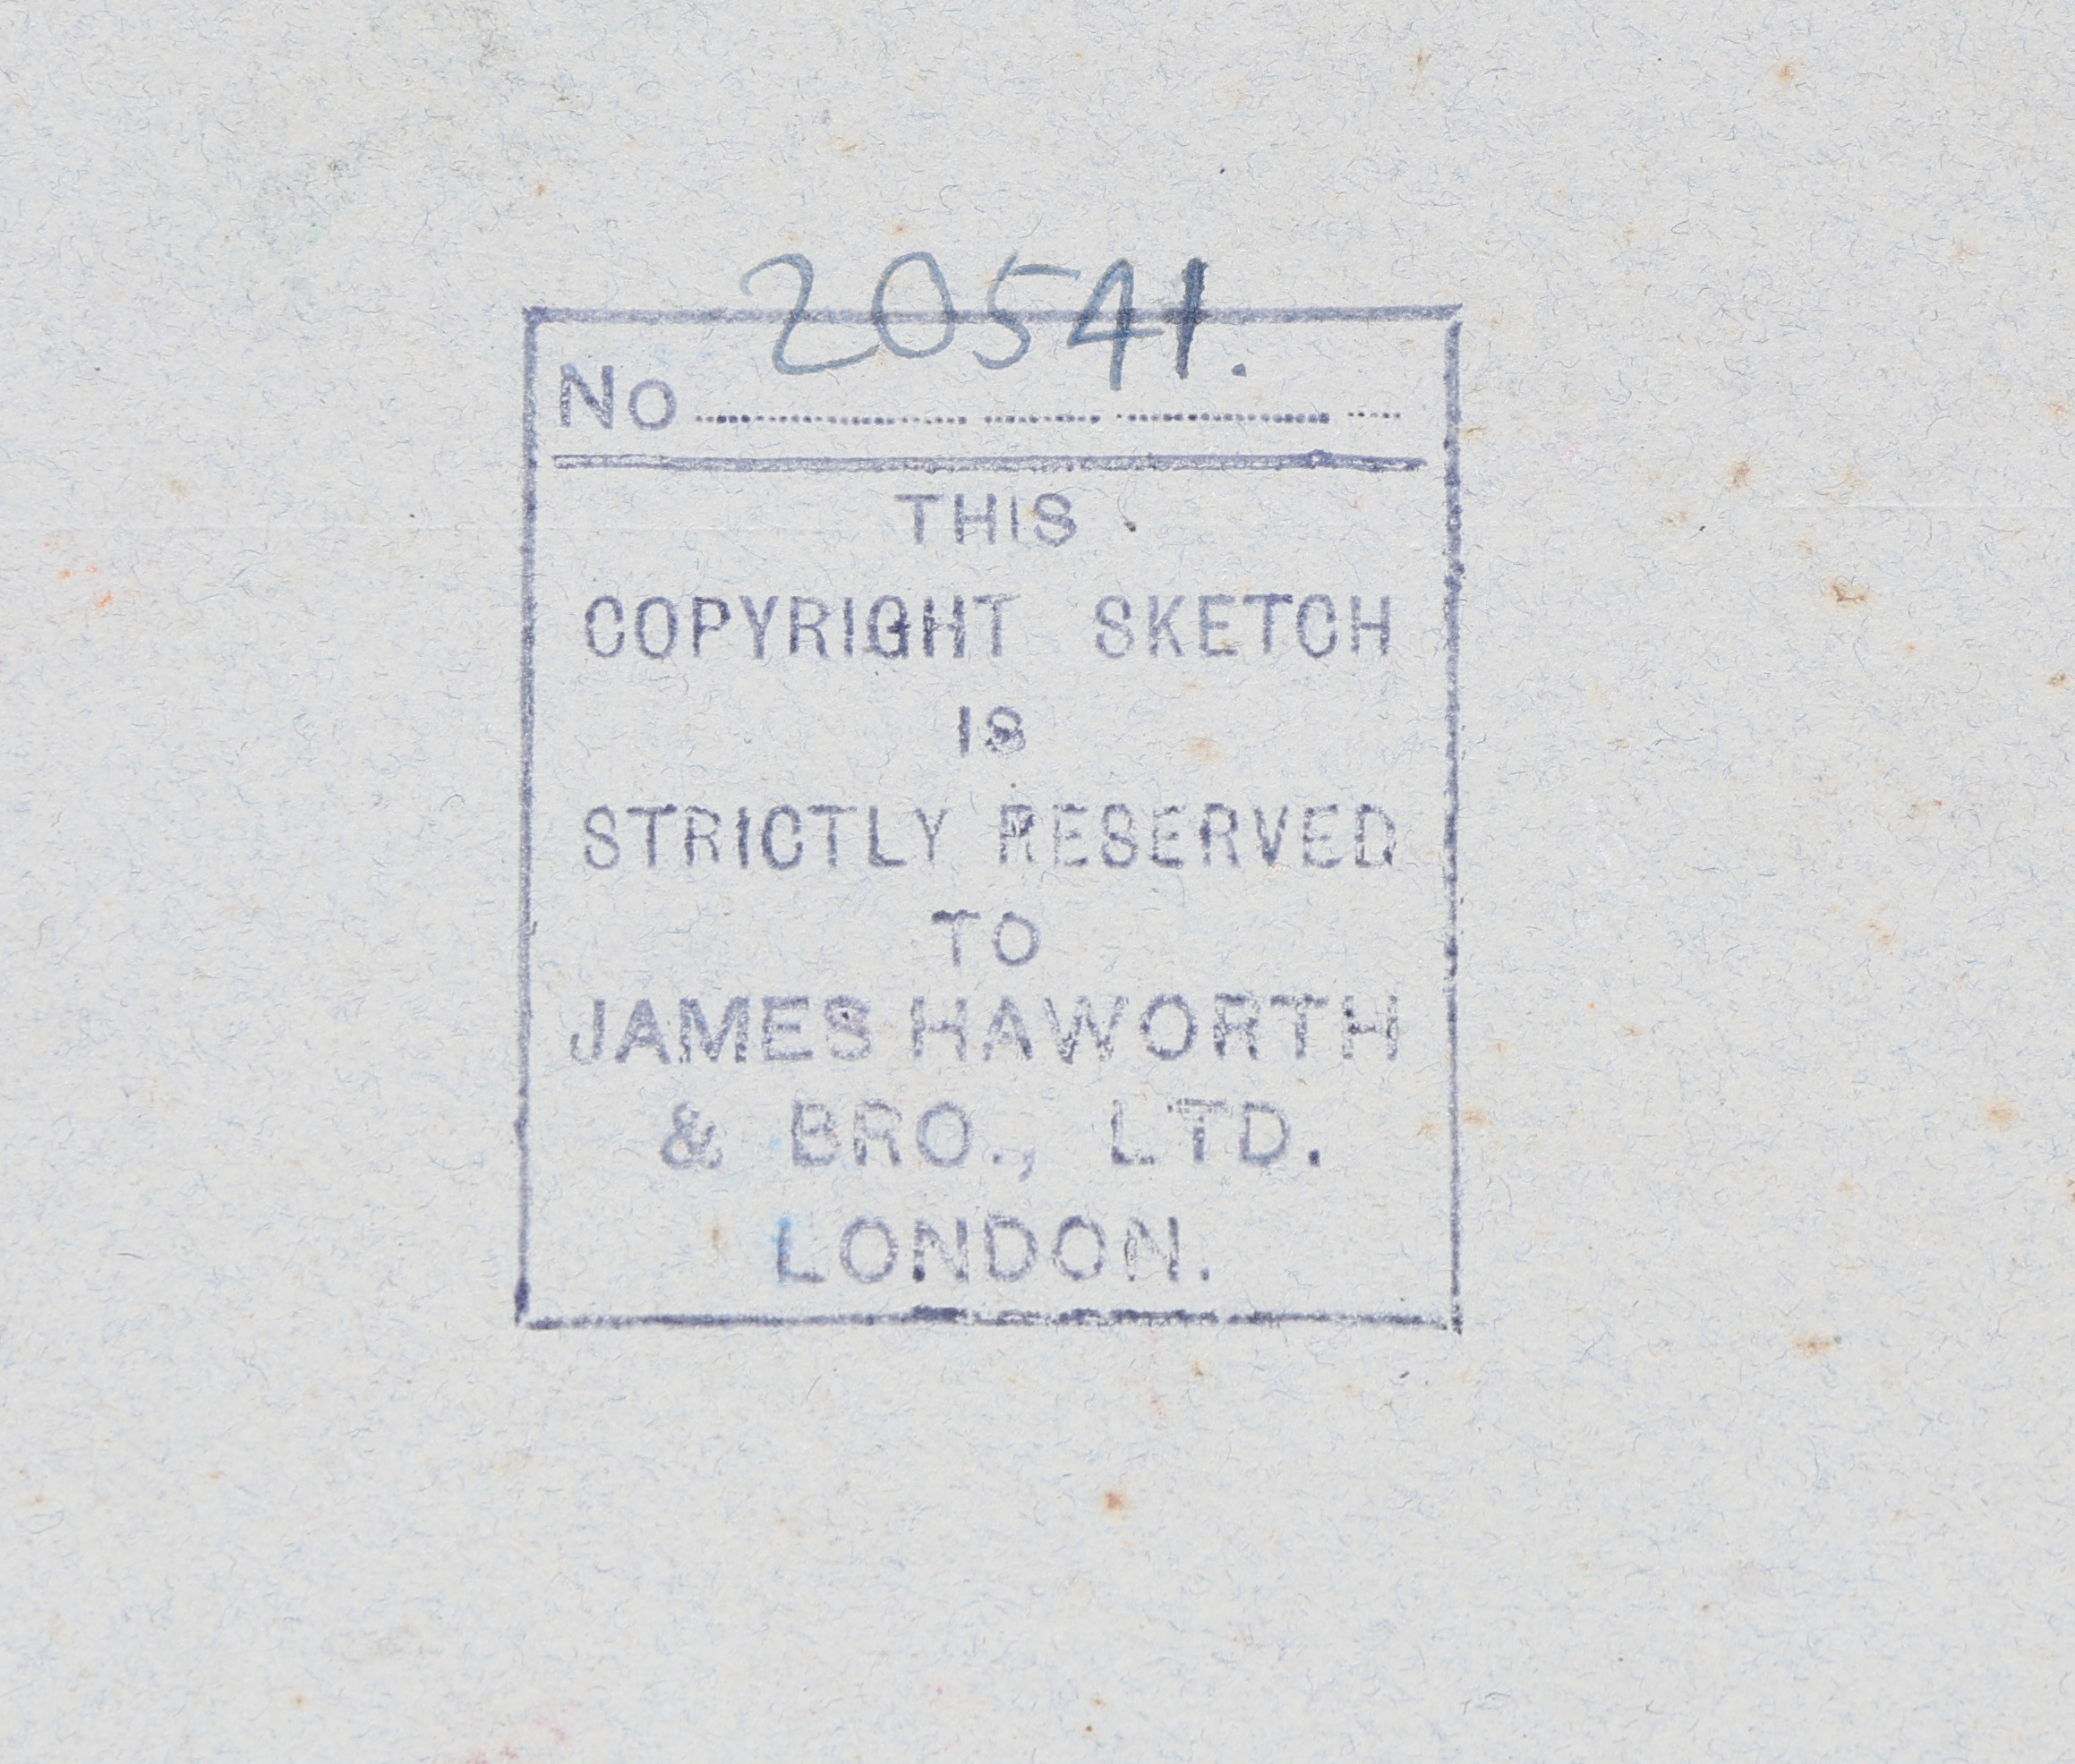 20541.
No ..............................
THIS
COPYRIGHT SKETCH
IS
STRICTLY RESERVED
TO
JAMES HAWORTH
& BRO., LTD.
LONDON.